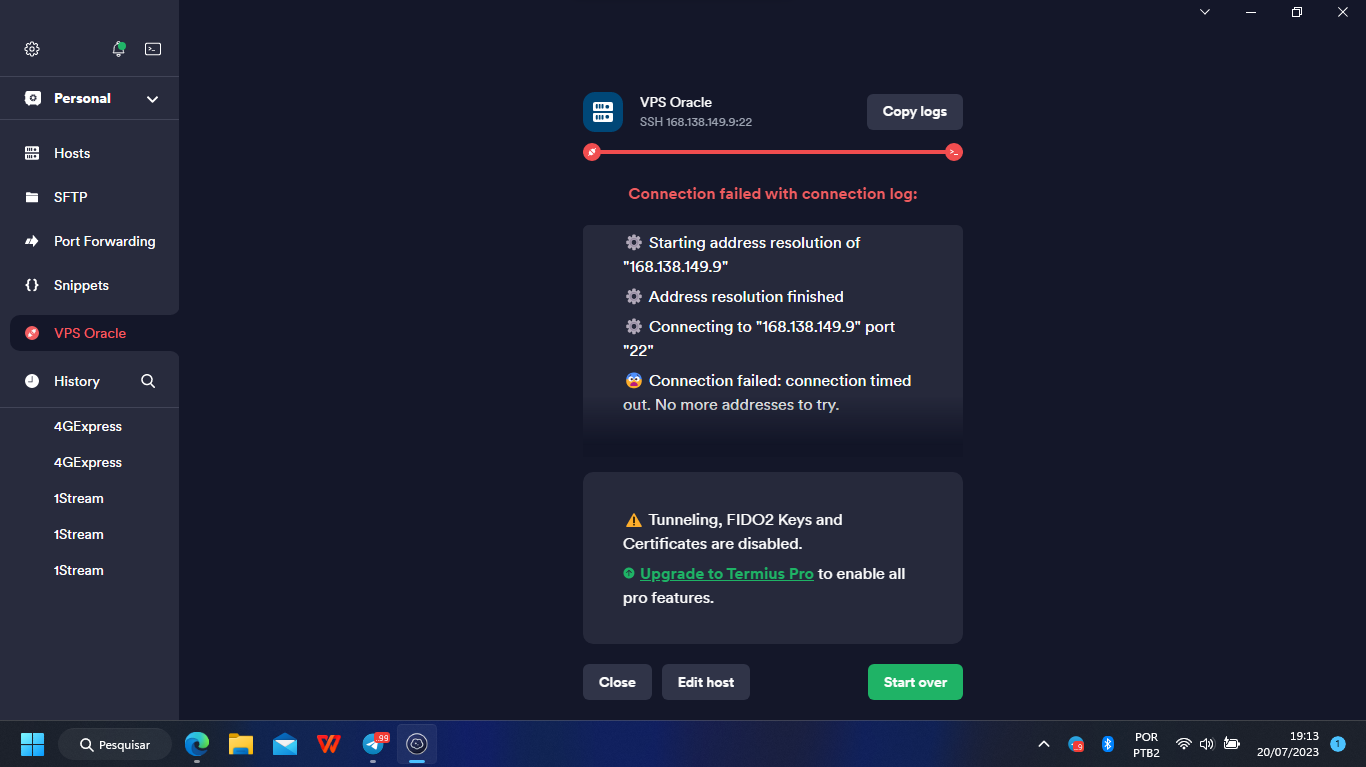 Personal
Hosts
SFTP
Port Forwarding
{} Snippets
VPS Oracle
History
4GExpress
4GExpress
1Stream
1Stream
1Stream
VPS Oracle
SSH 168.138.149.9:22
Copy logs
Connection failed with connection log:
Starting address resolution of
"168.138.149.9"
Address resolution finished
Connecting to "168.138.149.9" port
"22"
Connection failed: connection timed
out. No more addresses to try.
Tunneling, FIDO2 Keys and
Certificates are disabled.
Upgrade to Termius Pro to enable all
pro features.
Close
Edit host
Start over
Pesquisar
99
9
POR
PTB2
19:13
20/07/2023
1